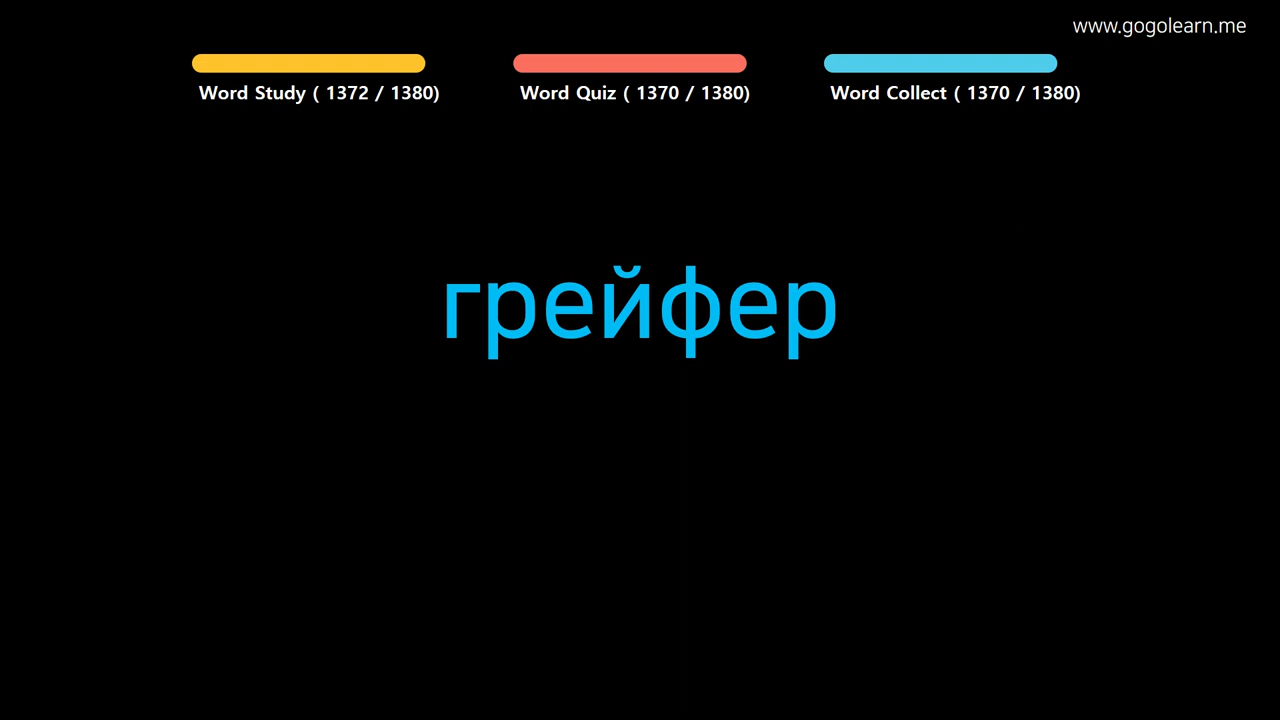 www.gogolearn.me
Word Study ( 1372 / 1380)
Word Quiz ( 1370 / 1380)
Word Collect ( 1370 / 1380)
грейфер